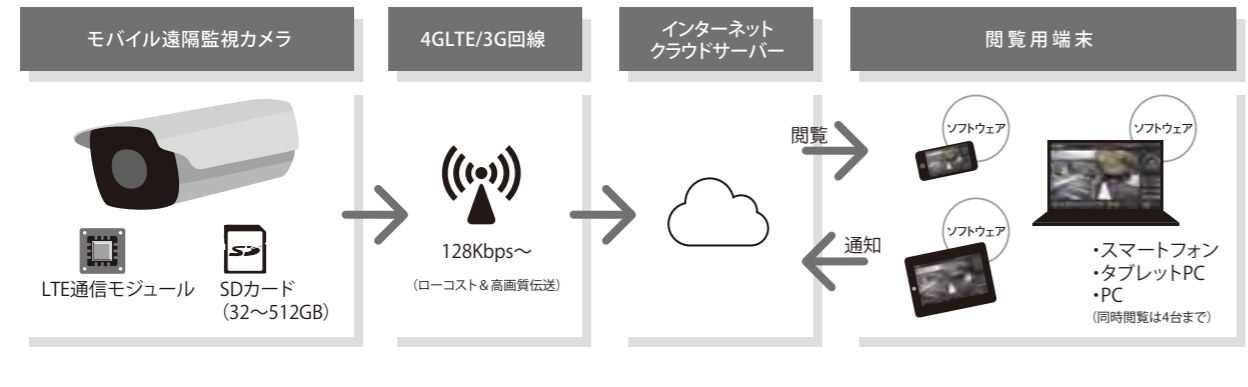 モバイル遠隔監視カメラ
4GLTE/3G回線
インターネット
クラウドサーバー
閲覧用端末
LTE通信モジュール
SD
SDカード
（32〜512GB）
128Kbps〜
（ローコスト＆高画質伝送）
閲覧
通知
ソフトウェア
ソフトウェア
ソフトウェア
・スマートフォン
・タブレットPC
・PC
（同時閲覧は4台まで）